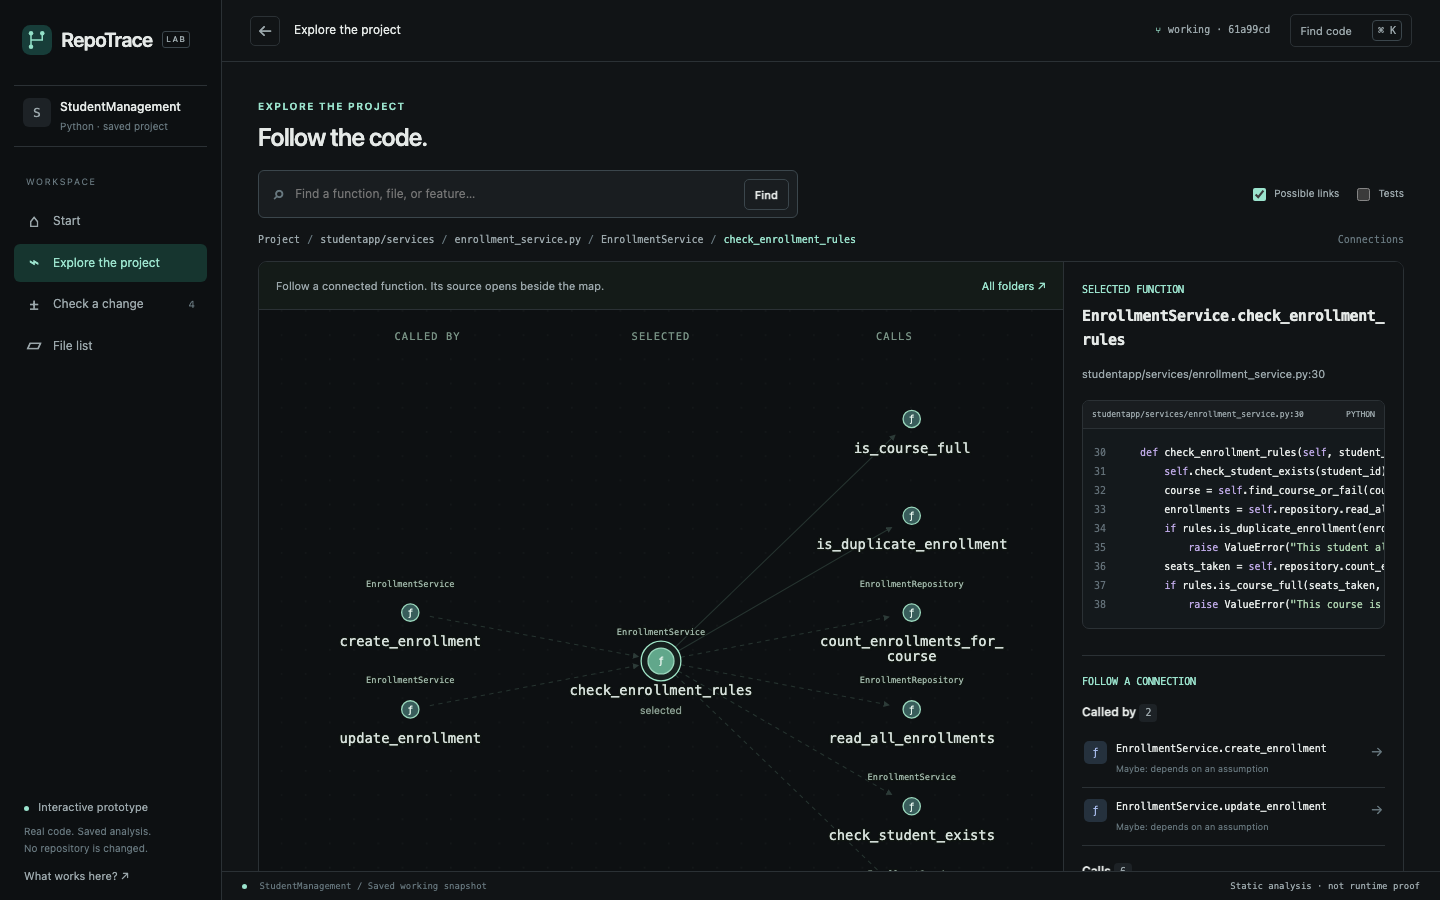 RepoTrace LAB
S
StudentManagement
Python · saved project
WORKSPACE
Start
Explore the project
Check a change 4
File list
Interactive prototype
Real code. Saved analysis.
No repository is changed.
What works here? ↗
← Explore the project
working · 61a99cd
Find code ⌘ K
EXPLORE THE PROJECT
Follow the code.
Find a function, file, or feature...
Find
Possible links
Tests
Project / studentapp/services / enrollment_service.py / EnrollmentService / check_enrollment_rules
Connections
Follow a connected function. Its source opens beside the map.
All folders ↗
CALLED BY
SELECTED
CALLS
ƒ
is_course_full
ƒ
is_duplicate_enrollment
EnrollmentService
ƒ
create_enrollment
EnrollmentService
ƒ
update_enrollment
EnrollmentService
ƒ
check_enrollment_rules
selected
EnrollmentRepository
ƒ
count_enrollments_for_
course
EnrollmentRepository
ƒ
read_all_enrollments
EnrollmentService
ƒ
check_student_exists
SELECTED FUNCTION
EnrollmentService.check_enrollment_
rules
studentapp/services/enrollment_service.py:30
studentapp/services/enrollment_service.py:30 PYTHON
30 def check_enrollment_rules(self, student_
31 self.check_student_exists(student_id)
32 course = self.find_course_or_fail(cou
33 enrollments = self.repository.read_al
34 if rules.is_duplicate_enrollment(enro
35 raise ValueError("This student al
36 seats_taken = self.repository.count_e
37 if rules.is_course_full(seats_taken,
38 raise ValueError("This course is
FOLLOW A CONNECTION
Called by 2
ƒ EnrollmentService.create_enrollment →
Maybe: depends on an assumption
ƒ EnrollmentService.update_enrollment →
Maybe: depends on an assumption
Calls 6
StudentManagement / Saved working snapshot
Static analysis · not runtime proof